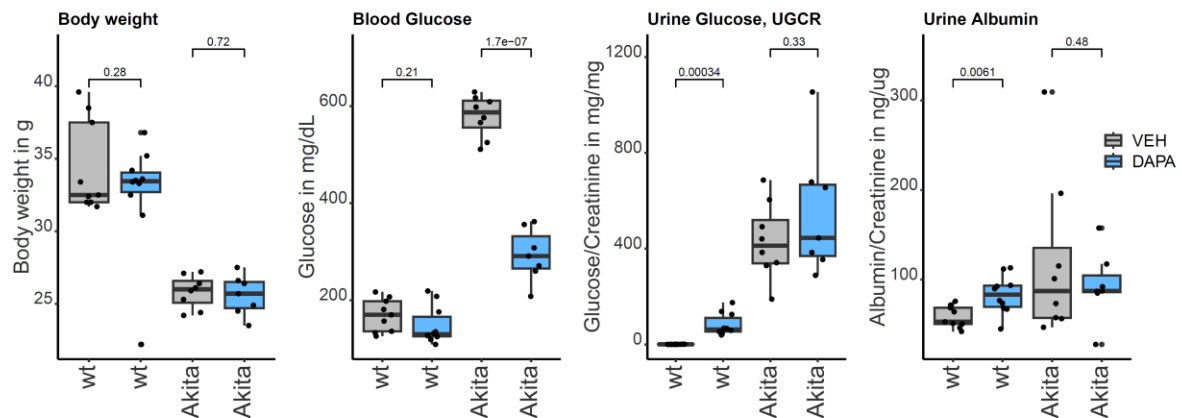 Body weight
Blood Glucose
Urine Glucose, UGCR
Urine Albumin
Body weight in g
40
35
30
25
0.28
0.72
wt
wt
Akita
Akita
Glucose in mg/dL
600
400
200
0.21
1.7e−07
wt
wt
Akita
Akita
Glucose/Creatinine in mg/mg
1200
800
400
0
0.00034
0.33
wt
wt
Akita
Akita
Albumin/Creatinine in ng/ug
300
200
100
0.0061
0.48
wt
wt
Akita
Akita
VEH
DAPA